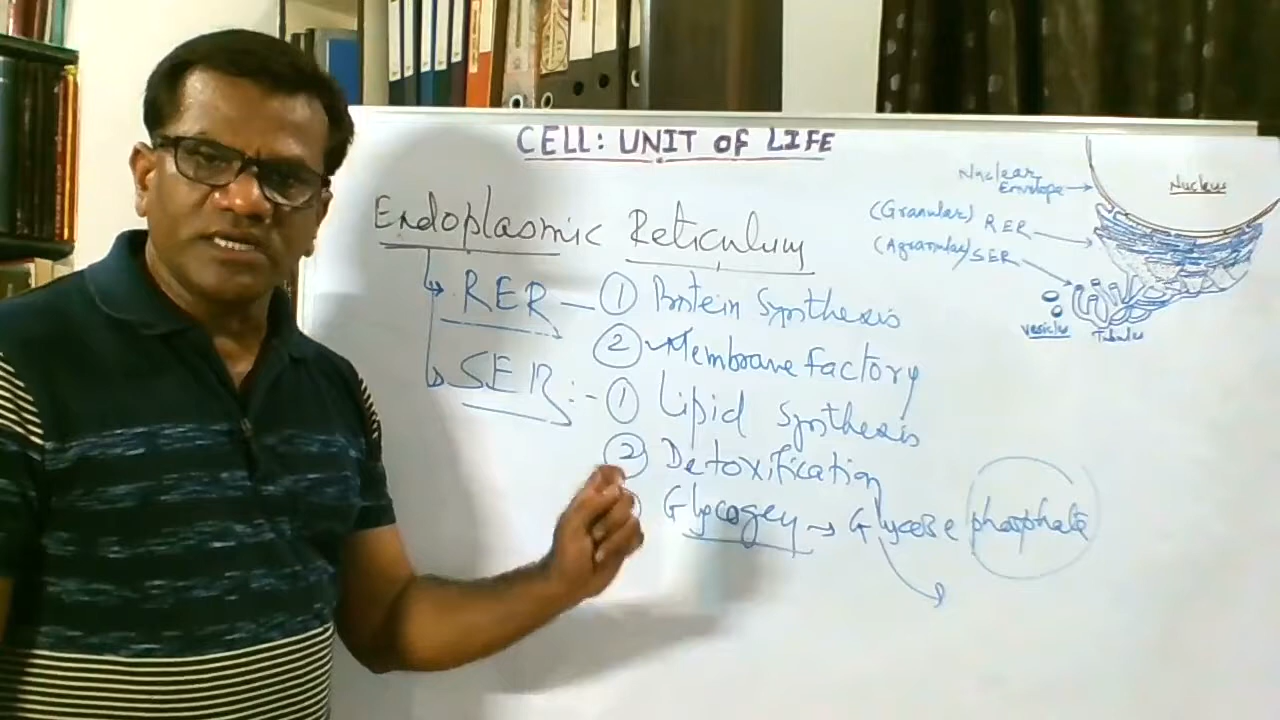 CELL: UNIT OF LIFE
Endoplasmic Reticulum
RER – ① Protein Synthesis
② Membrane factory
SER :- ① Lipid Synthesis
② Detoxification
Glycogen → Glucose phosphate
Nuclear Envelope →
Nucleus
(Granular) RER
(Agranular) SER
Vesicles
Tubules